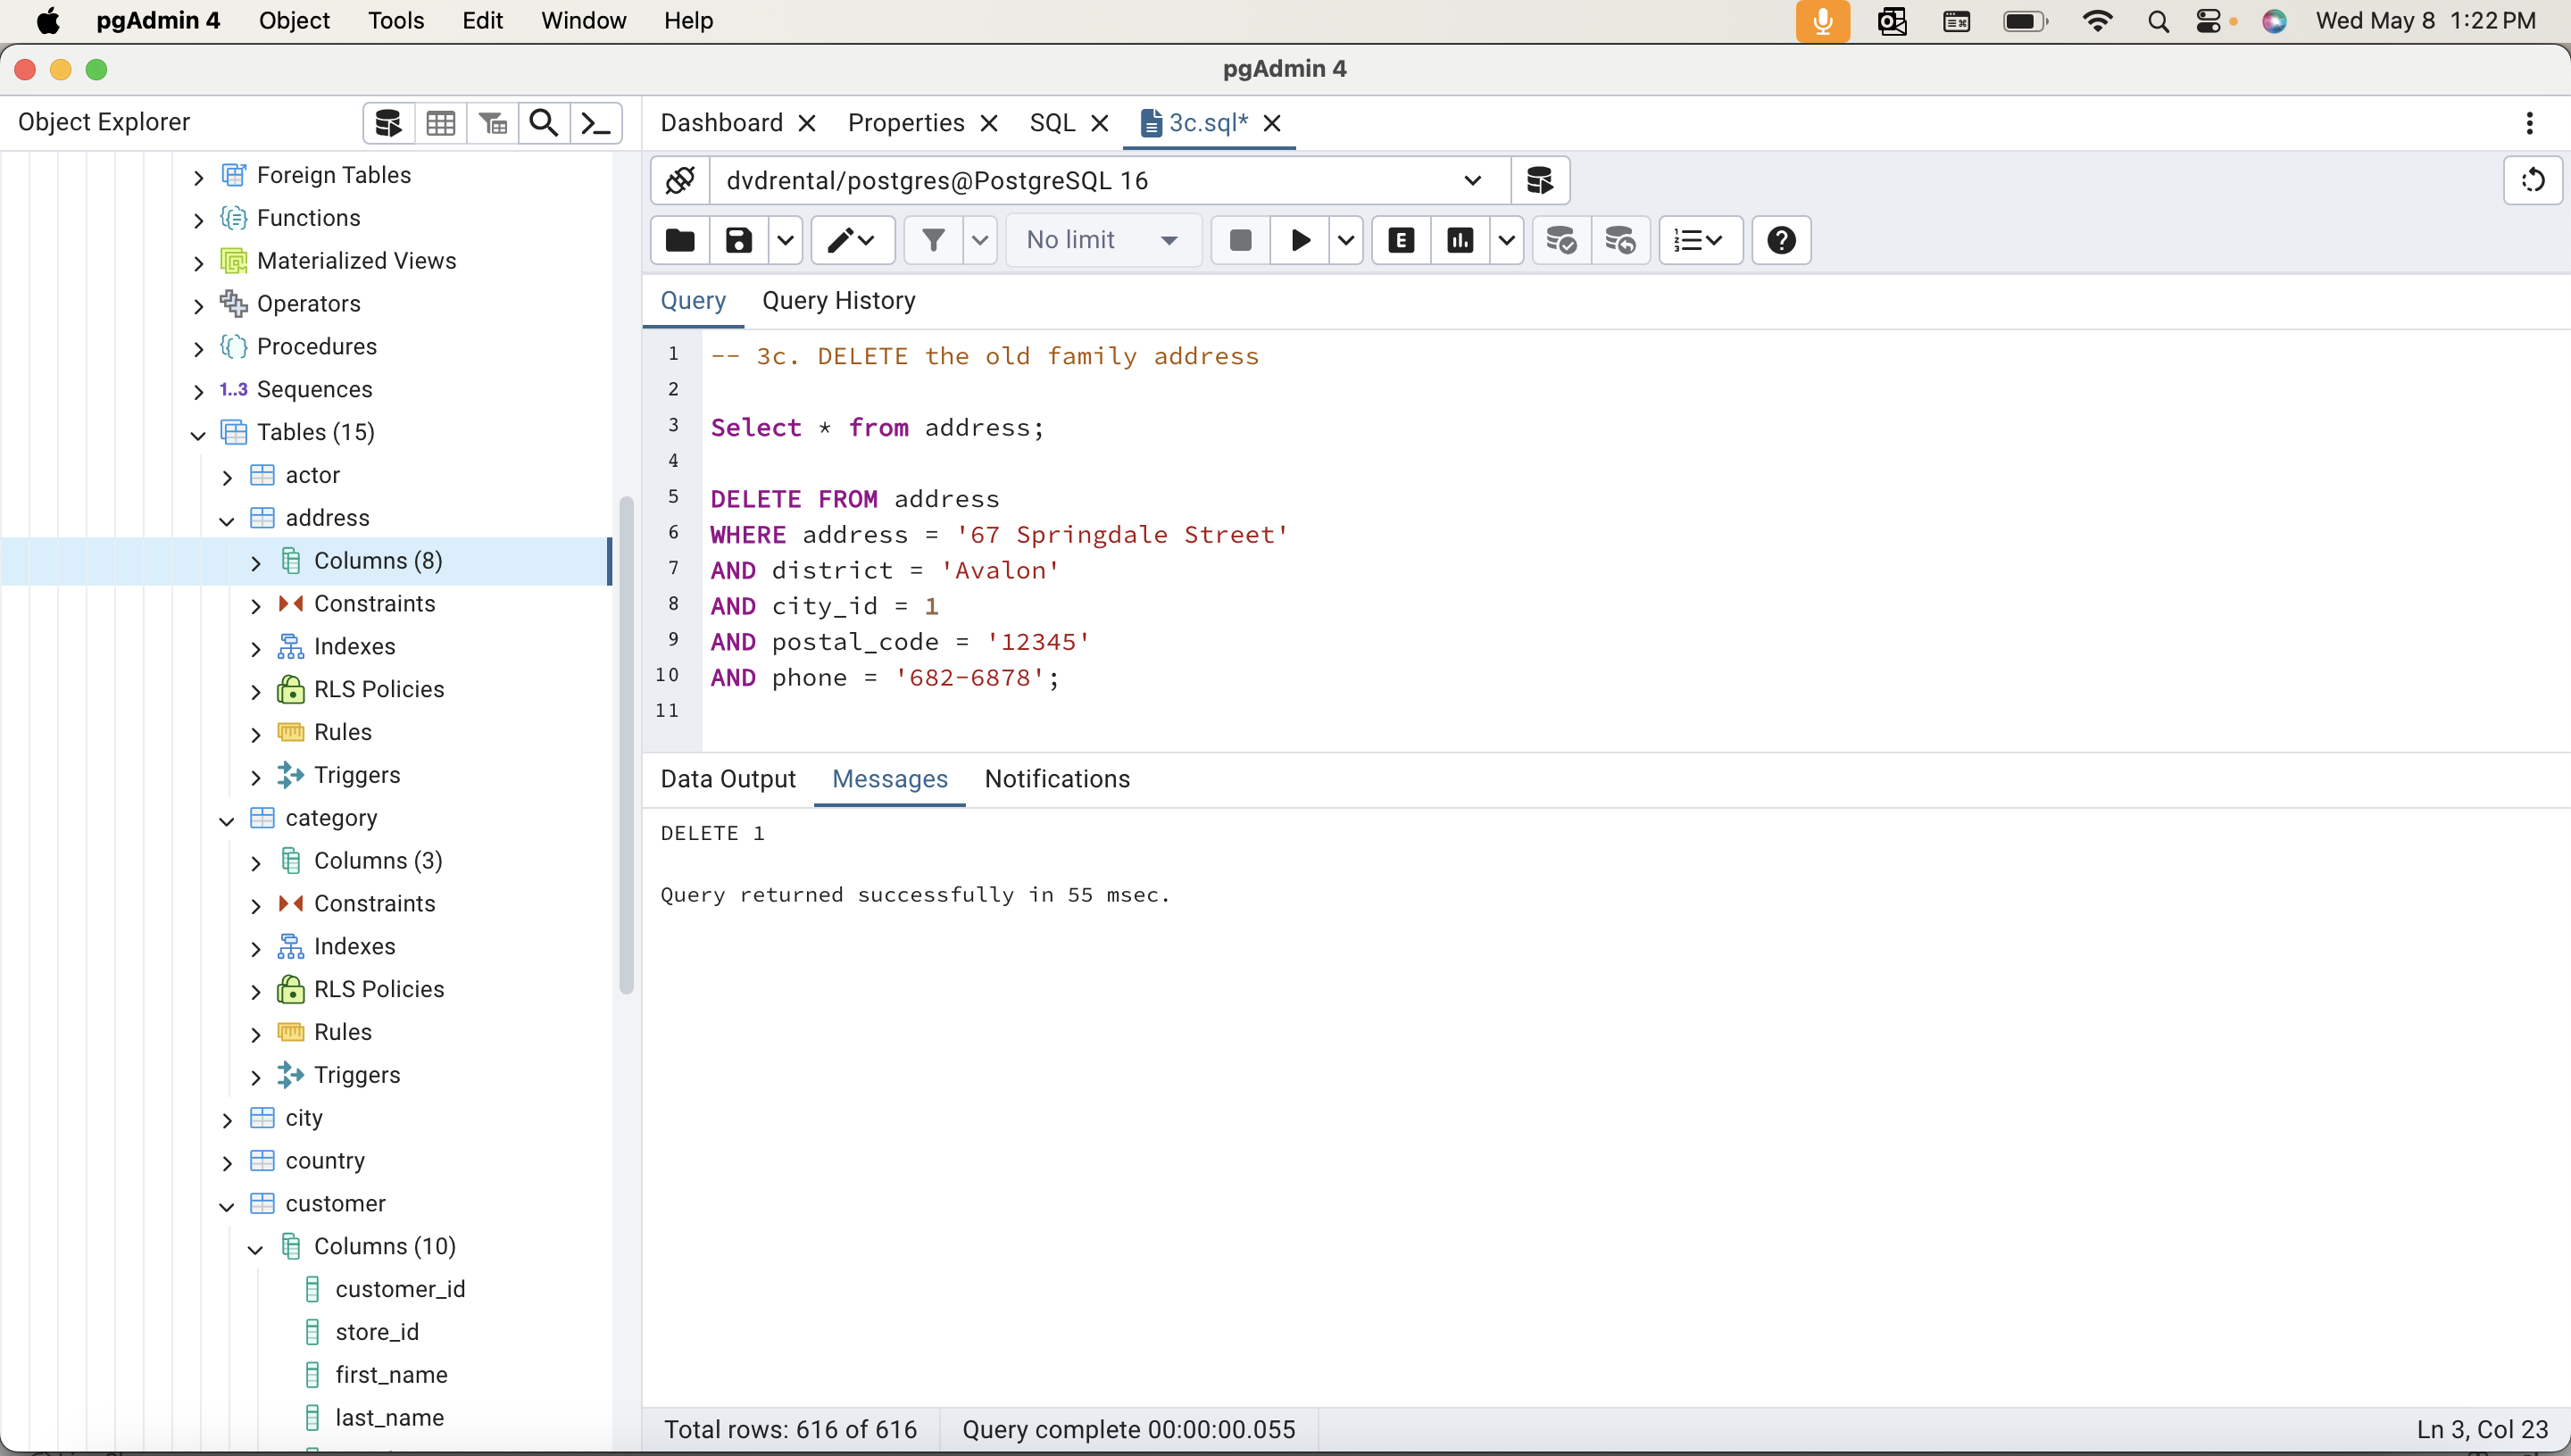 pgAdmin 4 Object Tools Edit Window Help Wed May 8 1:22 PM
pgAdmin 4
Object Explorer
Dashboard Properties SQL 3c.sql*
dvdrental/postgres@PostgreSQL 16
No limit E
Query Query History
Foreign Tables
Functions
Materialized Views
Operators
Procedures
1..3 Sequences
Tables (15)
actor
address
Columns (8)
Constraints
Indexes
RLS Policies
Rules
Triggers
category
Columns (3)
Constraints
Indexes
RLS Policies
Rules
Triggers
city
country
customer
Columns (10)
customer_id
store_id
first_name
last_name
1 -- 3c. DELETE the old family address
2
3 Select * from address;
4
5 DELETE FROM address
6 WHERE address = '67 Springdale Street'
7 AND district = 'Avalon'
8 AND city_id = 1
9 AND postal_code = '12345'
10 AND phone = '682-6878';
11
Data Output Messages Notifications
DELETE 1
Query returned successfully in 55 msec.
Total rows: 616 of 616 Query complete 00:00:00.055 Ln 3, Col 23